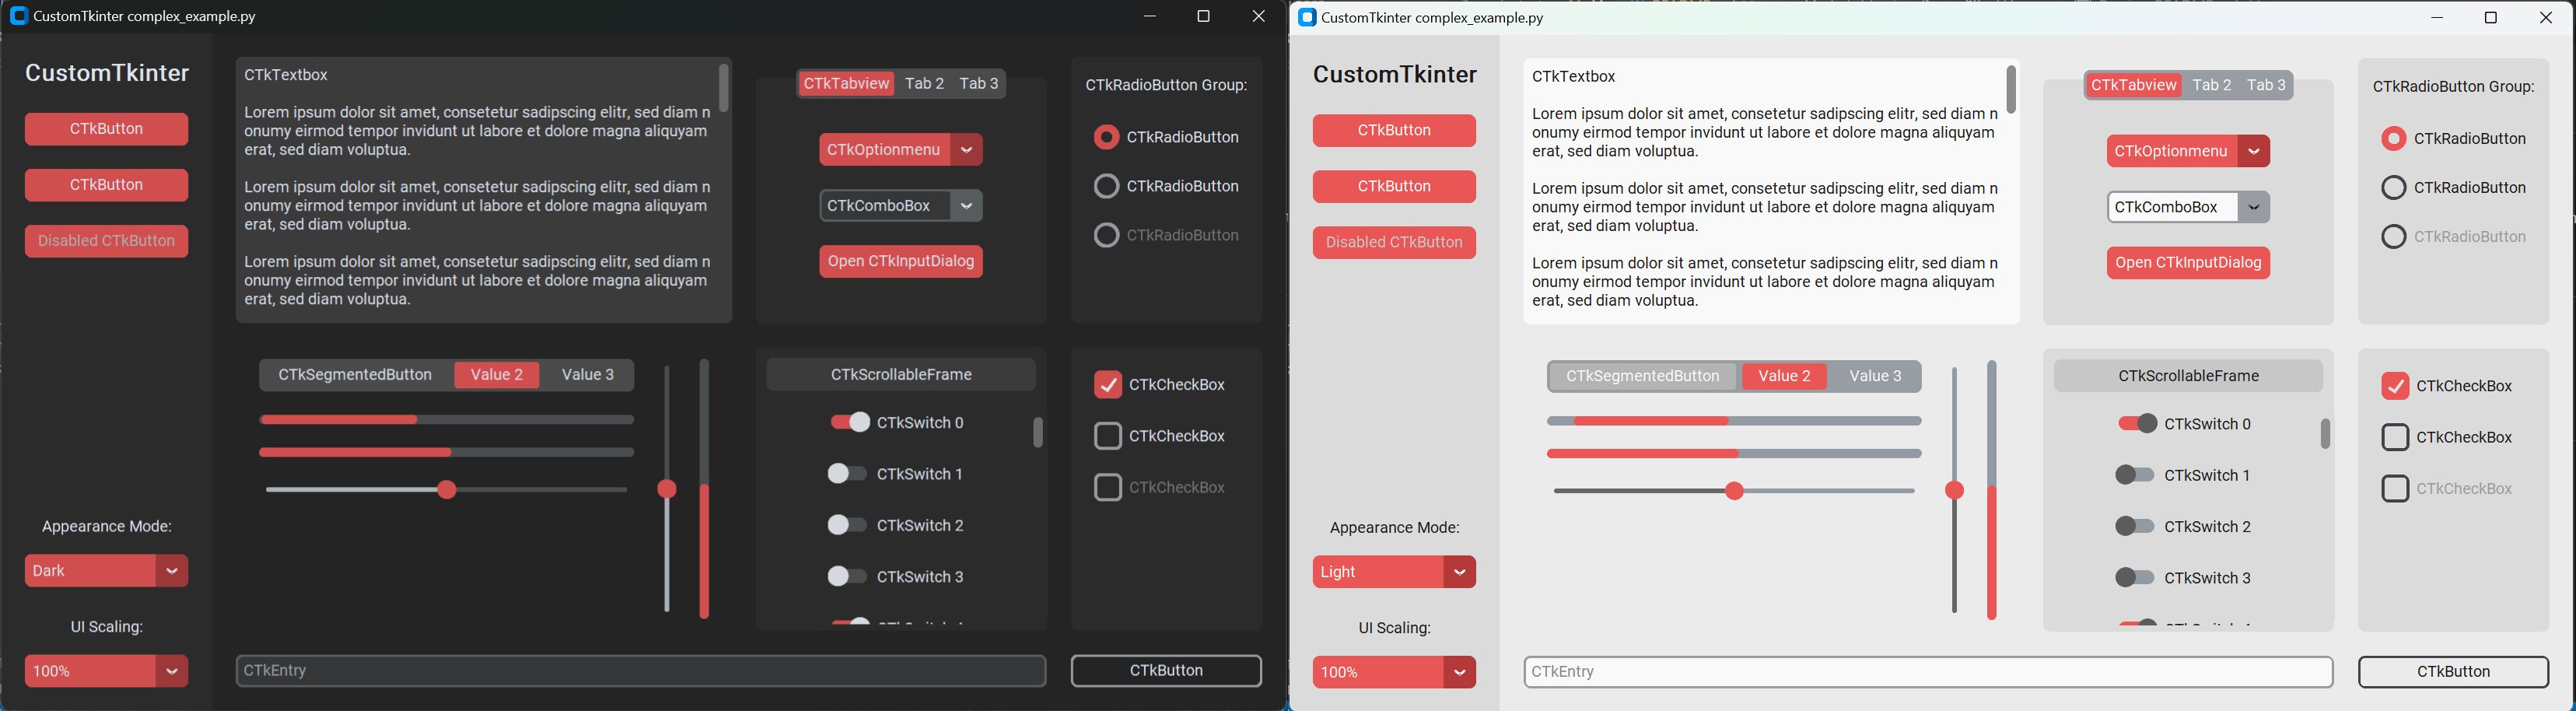 CustomTkinter complex_example.py
CustomTkinter
CTkButton
CTkButton
Disabled CTkButton
Appearance Mode:
Dark
UI Scaling:
100%
CTkTextbox
Lorem ipsum dolor sit amet, consetetur sadipscing elitr, sed diam n
onumy eirmod tempor invidunt ut labore et dolore magna aliquyam
erat, sed diam voluptua.
Lorem ipsum dolor sit amet, consetetur sadipscing elitr, sed diam n
onumy eirmod tempor invidunt ut labore et dolore magna aliquyam
erat, sed diam voluptua.
Lorem ipsum dolor sit amet, consetetur sadipscing elitr, sed diam n
onumy eirmod tempor invidunt ut labore et dolore magna aliquyam
erat, sed diam voluptua.
CTkTabview Tab 2 Tab 3
CTkOptionmenu
CTkComboBox
Open CTkInputDialog
CTkRadioButton Group:
CTkRadioButton
CTkRadioButton
CTkRadioButton
CTkSegmentedButton Value 2 Value 3
CTkScrollableFrame
CTkSwitch 0
CTkSwitch 1
CTkSwitch 2
CTkSwitch 3
CTkCheckBox
CTkCheckBox
CTkCheckBox
CTkEntry
CTkButton
CustomTkinter complex_example.py
CustomTkinter
CTkButton
CTkButton
Disabled CTkButton
Appearance Mode:
Light
UI Scaling:
100%
CTkTextbox
Lorem ipsum dolor sit amet, consetetur sadipscing elitr, sed diam n
onumy eirmod tempor invidunt ut labore et dolore magna aliquyam
erat, sed diam voluptua.
Lorem ipsum dolor sit amet, consetetur sadipscing elitr, sed diam n
onumy eirmod tempor invidunt ut labore et dolore magna aliquyam
erat, sed diam voluptua.
Lorem ipsum dolor sit amet, consetetur sadipscing elitr, sed diam n
onumy eirmod tempor invidunt ut labore et dolore magna aliquyam
erat, sed diam voluptua.
CTkTabview Tab 2 Tab 3
CTkOptionmenu
CTkComboBox
Open CTkInputDialog
CTkRadioButton Group:
CTkRadioButton
CTkRadioButton
CTkRadioButton
CTkSegmentedButton Value 2 Value 3
CTkScrollableFrame
CTkSwitch 0
CTkSwitch 1
CTkSwitch 2
CTkSwitch 3
CTkCheckBox
CTkCheckBox
CTkCheckBox
CTkEntry
CTkButton